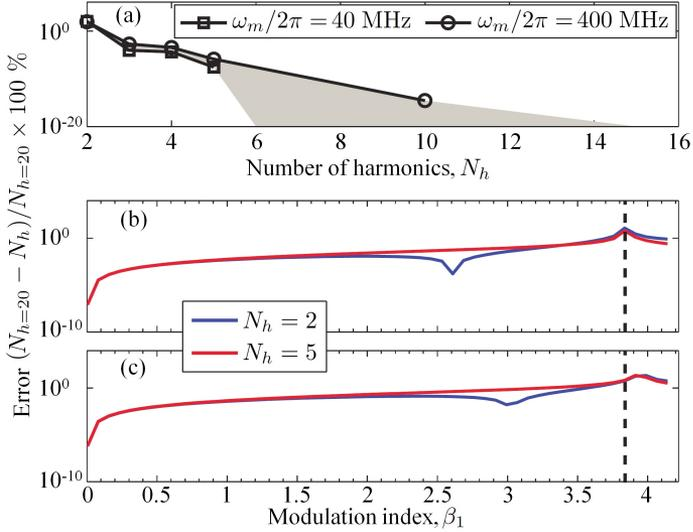 (a)
ω_m/2π = 40 MHz
ω_m/2π = 400 MHz
10^0
10^-20
2 4 6 8 10 12 14 16
Number of harmonics, N_h
Error (N_{h=20} − N_h)/N_{h=20} × 100 %
(b)
10^0
10^-10
N_h = 2
N_h = 5
(c)
10^0
10^-10
0 0.5 1 1.5 2 2.5 3 3.5 4
Modulation index, β_1